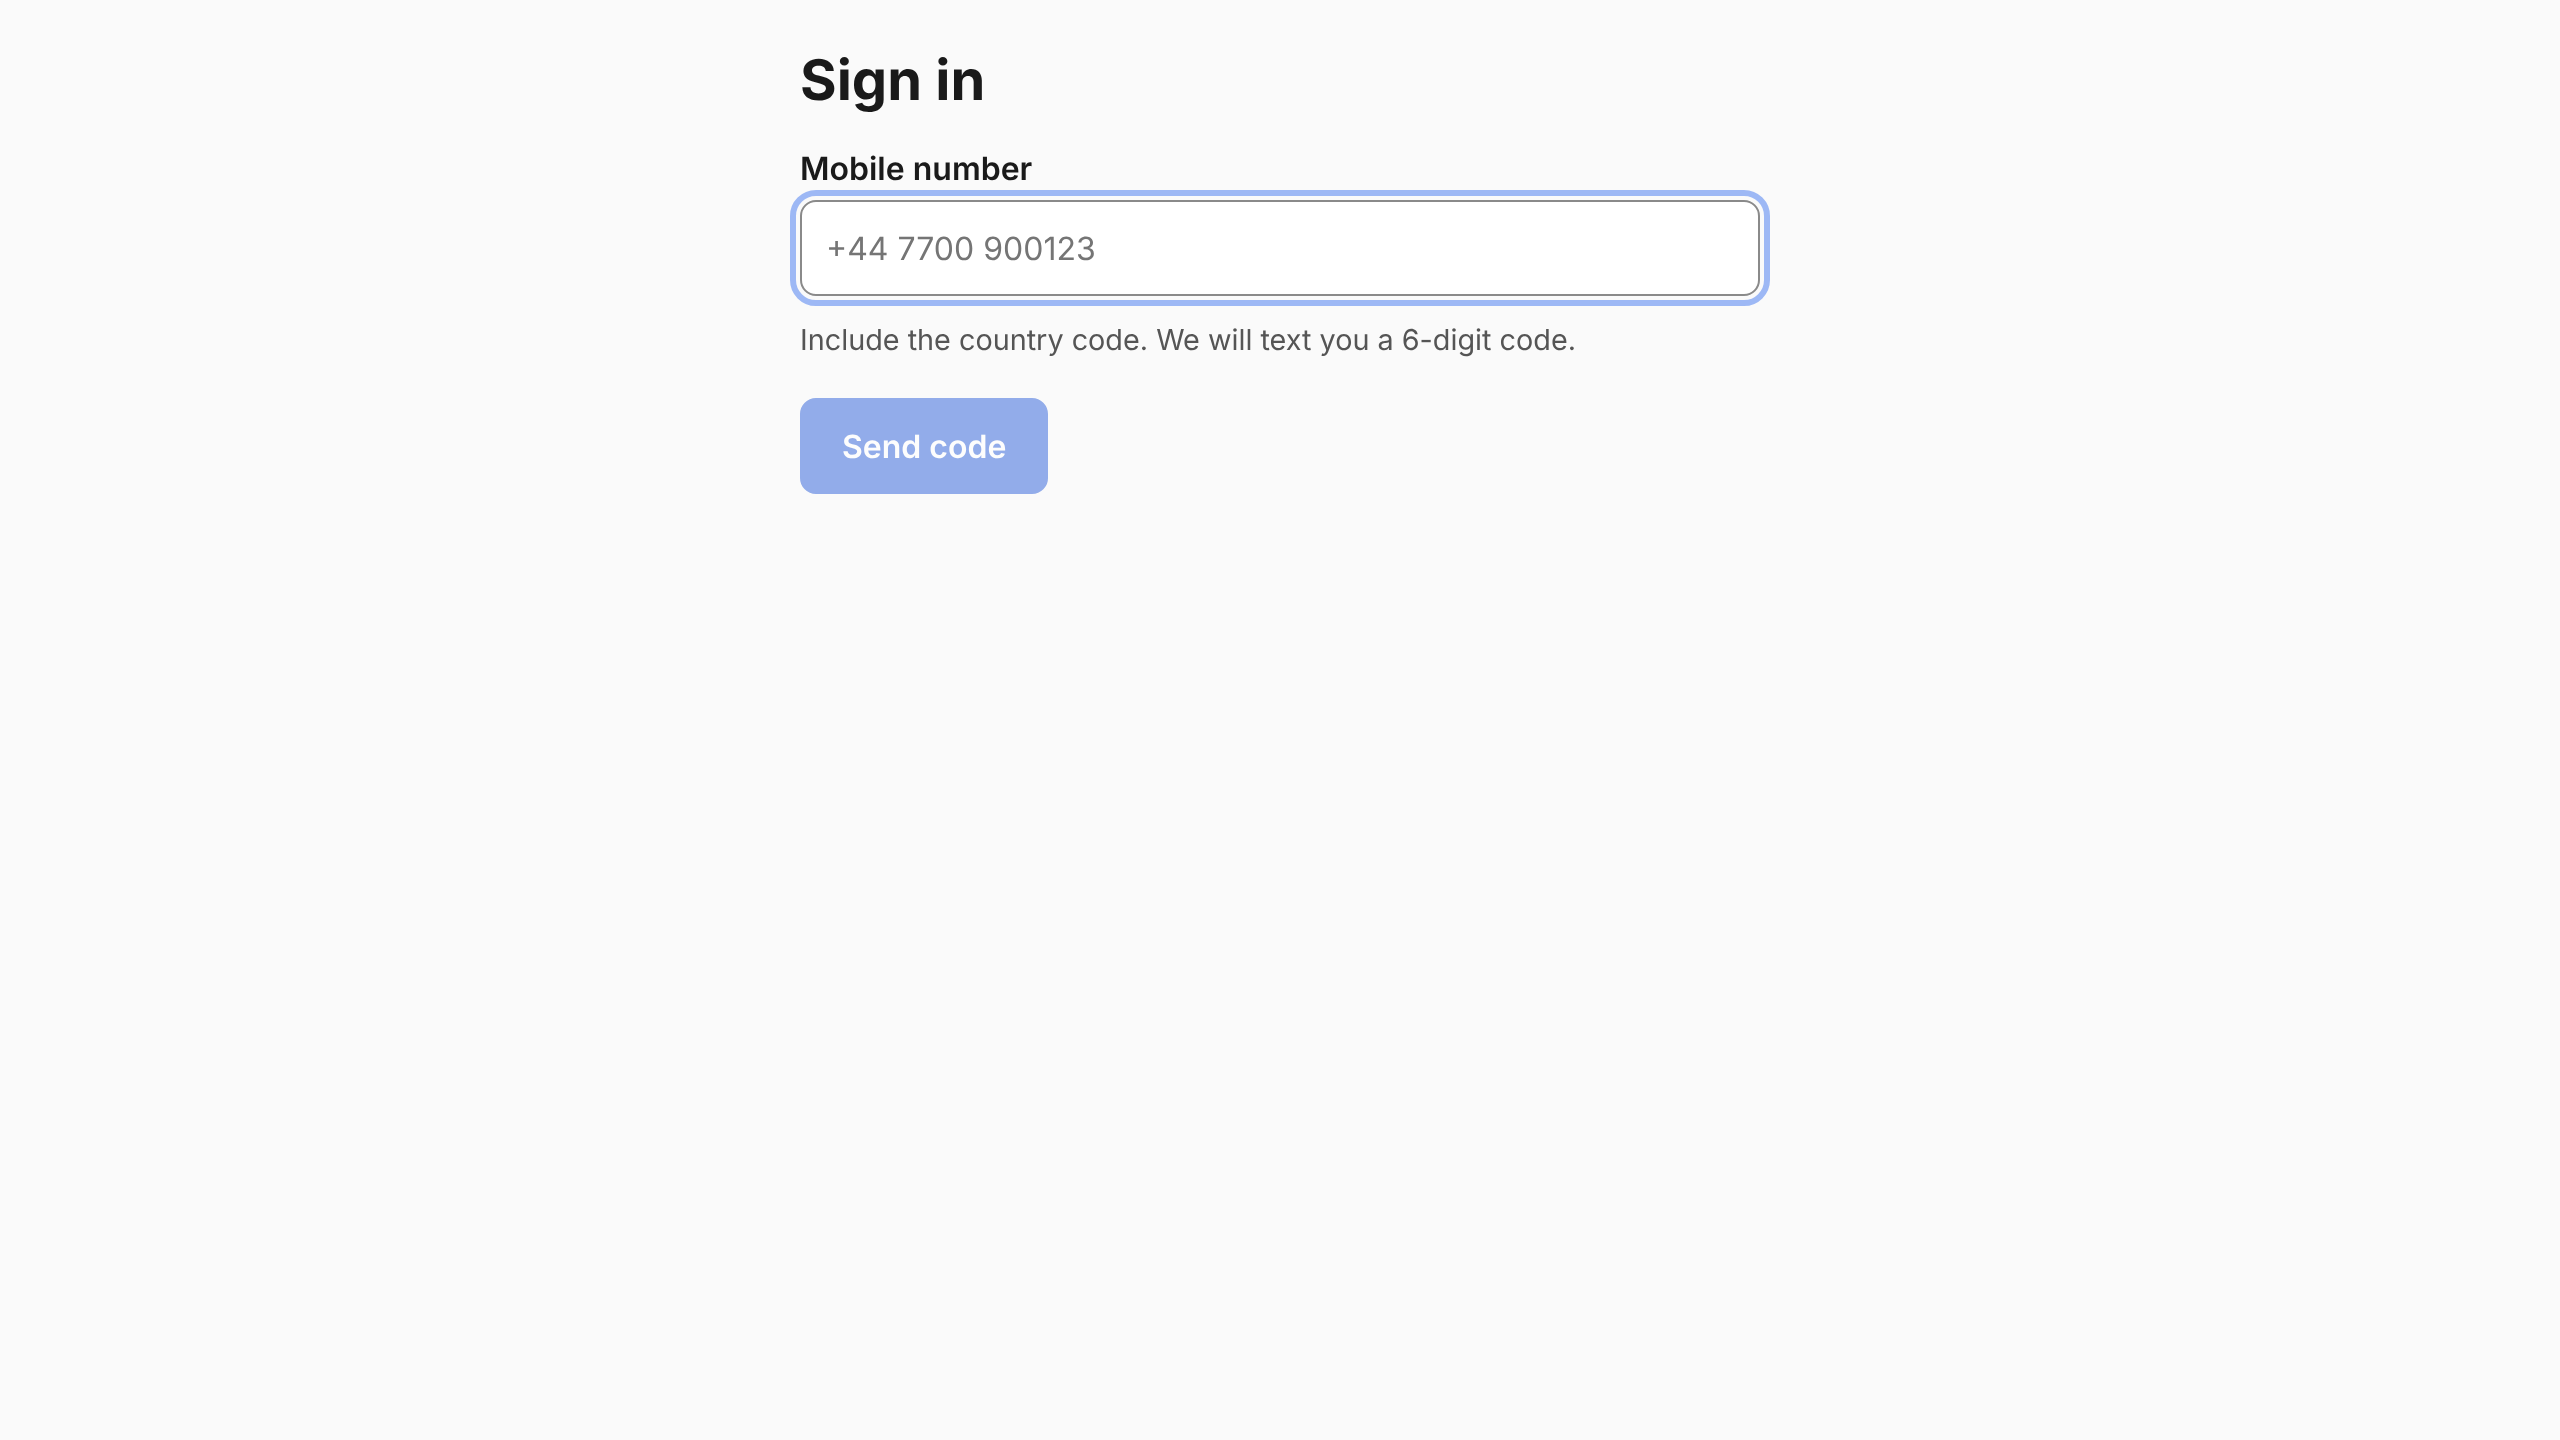 Sign in
Mobile number
+44 7700 900123
Include the country code. We will text you a 6-digit code.
Send code